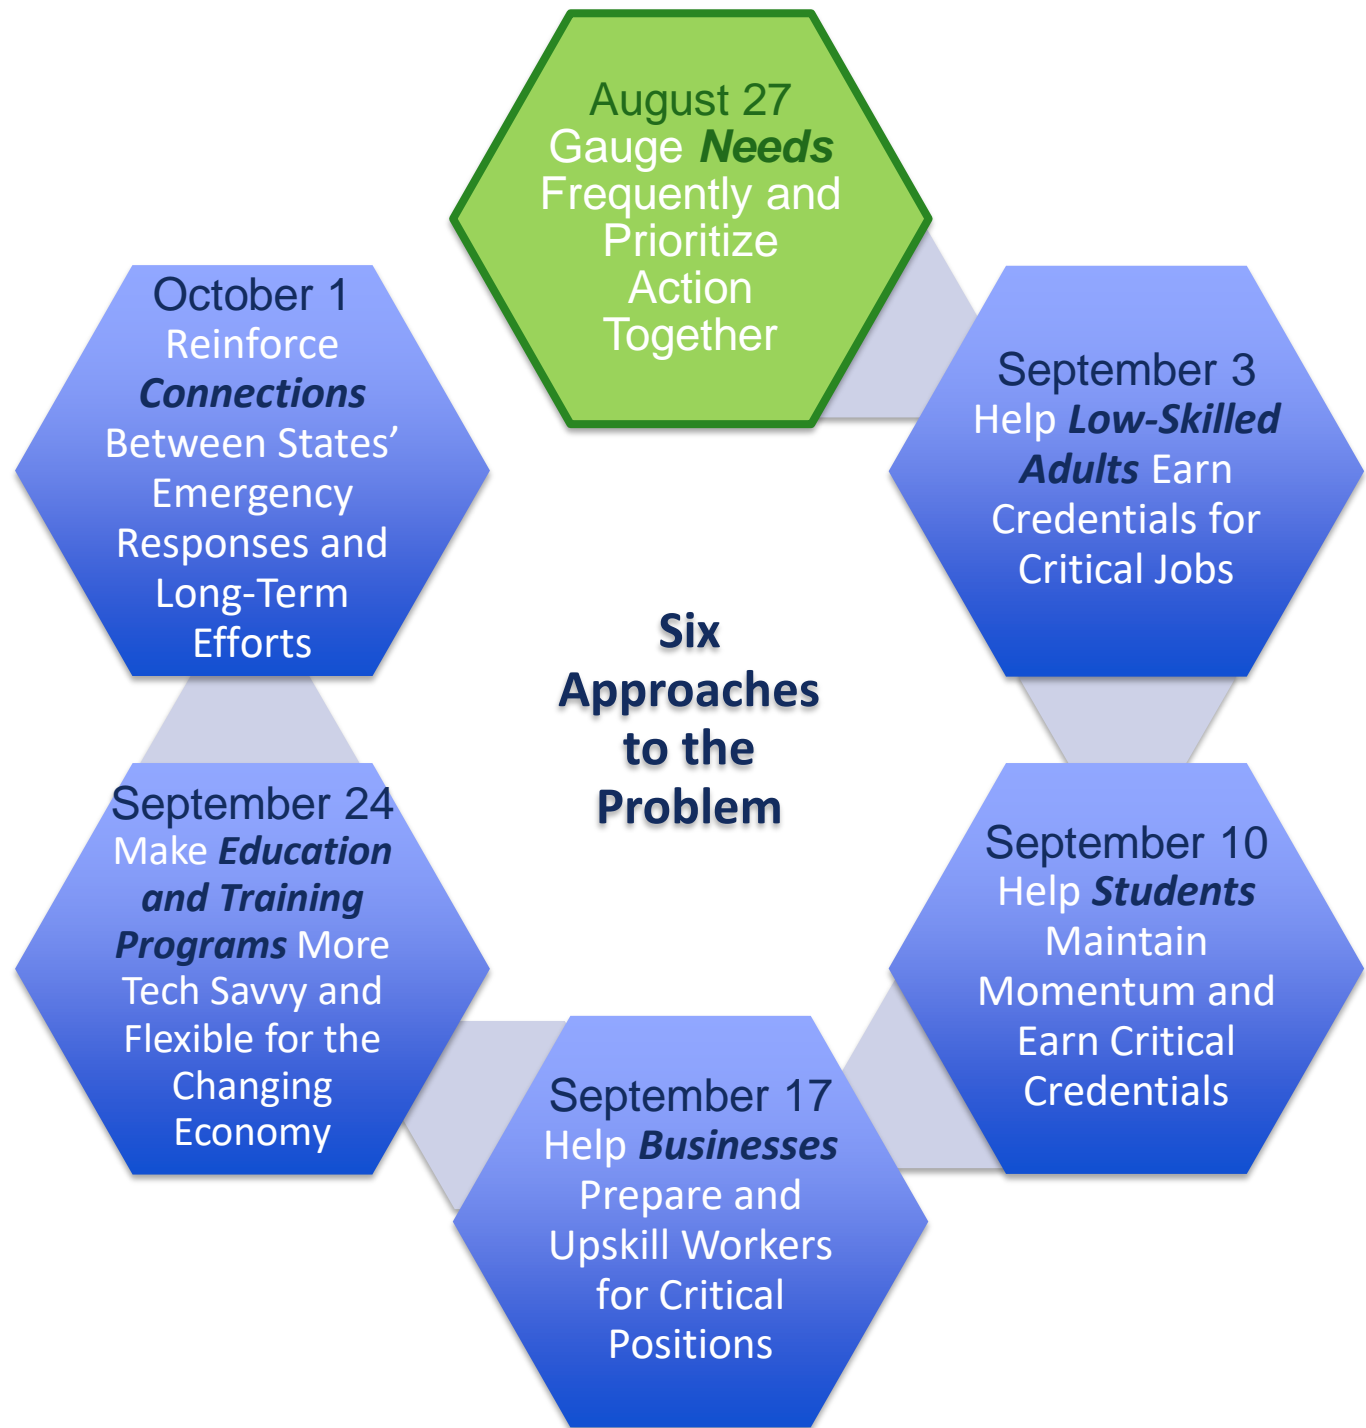 August 27
Gauge Needs
Frequently and
Prioritize
Action
Together
September 3
Help Low-Skilled
Adults Earn
Credentials for
Critical Jobs
September 10
Help Students
Maintain
Momentum and
Earn Critical
Credentials
September 17
Help Businesses
Prepare and
Upskill Workers
for Critical
Positions
September 24
Make Education
and Training
Programs More
Tech Savvy and
Flexible for the
Changing
Economy
October 1
Reinforce
Connections
Between States’
Emergency
Responses and
Long-Term
Efforts
Six
Approaches
to the
Problem